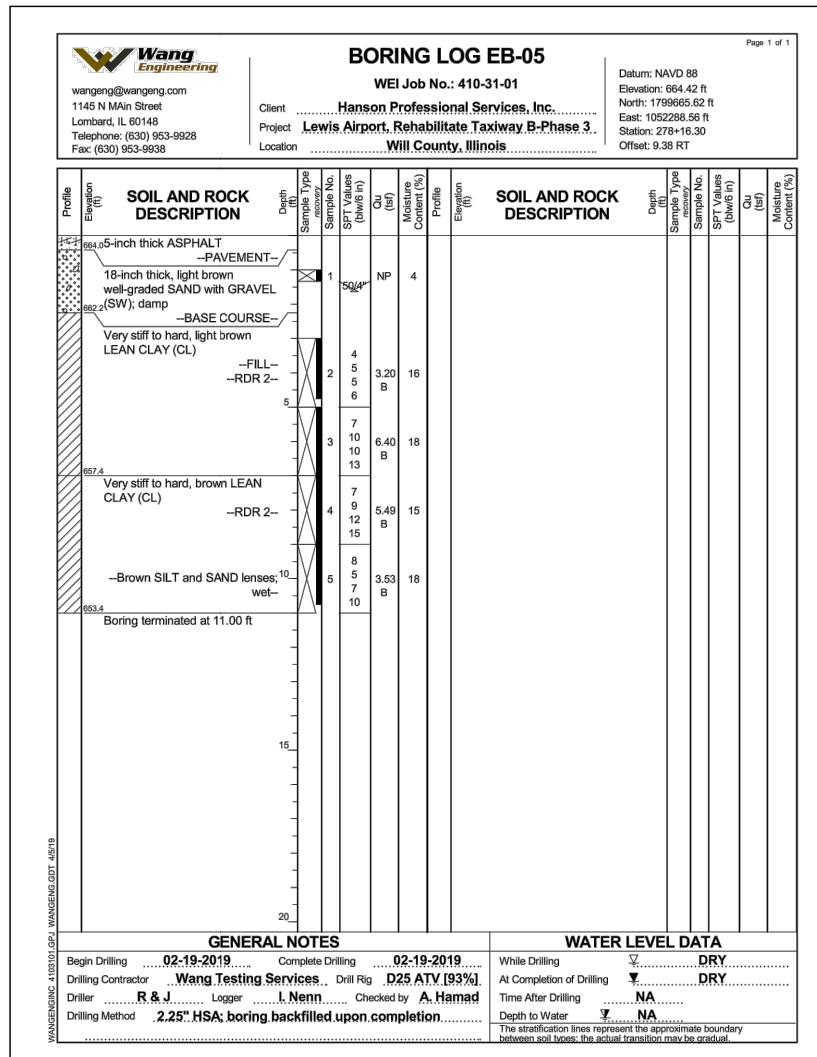 Page 1 of 1
Wang
Engineering
wangeng@wangeng.com
1145 N MAin Street
Lombard, IL 60148
Telephone: (630) 953-9928
Fax: (630) 953-9938
BORING LOG EB-05
WEI Job No.: 410-31-01
Client Hanson Professional Services, Inc.
Project Lewis Airport, Rehabilitate Taxiway B-Phase 3
Location Will County, Illinois
Datum: NAVD 88
Elevation: 664.42 ft
North: 1799665.62 ft
East: 1052288.56 ft
Station: 278+16.30
Offset: 9.38 RT
Profile
Elevation (ft)
SOIL AND ROCK
DESCRIPTION
Depth (ft)
Sample Type
recovery
Sample No.
SPT Values (blw/6 in)
Qu (tsf)
Moisture Content (%)
Profile
Elevation (ft)
SOIL AND ROCK
DESCRIPTION
Depth (ft)
Sample Type
recovery
Sample No.
SPT Values (blw/6 in)
Qu (tsf)
Moisture Content (%)
664.0 5-inch thick ASPHALT
--PAVEMENT--
18-inch thick, light brown
well-graded SAND with GRAVEL
(SW); damp
1 50/4" NP 4
662.2
--BASE COURSE--
Very stiff to hard, light brown
LEAN CLAY (CL)
--FILL--
--RDR 2--
2
4
5
5
6
3.20
B
16
5
3
7
10
10
13
6.40
B
18
657.4
Very stiff to hard, brown LEAN
CLAY (CL)
--RDR 2--
4
7
9
12
15
5.49
B
15
--Brown SILT and SAND lenses;
wet--
10
5
8
5
7
10
3.53
B
18
653.4
Boring terminated at 11.00 ft
15
20
WANGENGINC 4103101.GPJ WANGENG.GDT 4/5/19
GENERAL NOTES
Begin Drilling 02-19-2019 Complete Drilling 02-19-2019
Drilling Contractor Wang Testing Services Drill Rig D25 ATV [93%]
Driller R & J Logger I. Nenn Checked by A. Hamad
Drilling Method 2.25" HSA; boring backfilled upon completion
WATER LEVEL DATA
While Drilling DRY
At Completion of Drilling DRY
Time After Drilling NA
Depth to Water NA
The stratification lines represent the approximate boundary
between soil types; the actual transition may be gradual.